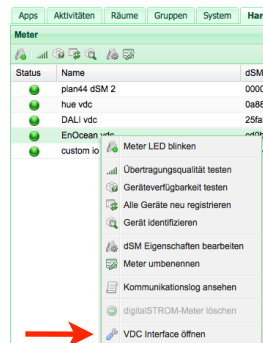 Apps Aktivitäten Räume Gruppen System Har
Meter
Status Name dSM
plan44 dSM 2 0000
hue vdc 0a88
DALI vdc 25fa
EnOcean vdc
custom io
Meter LED blinken
Übertragungsqualität testen
Geräteverfügbarkeit testen
Alle Geräte neu registrieren
Gerät identifizieren
dSM Eigenschaften bearbeiten
Meter umbenennen
Kommunikationslog ansehen
digitalSTROM-Meter löschen
VDC Interface öffnen